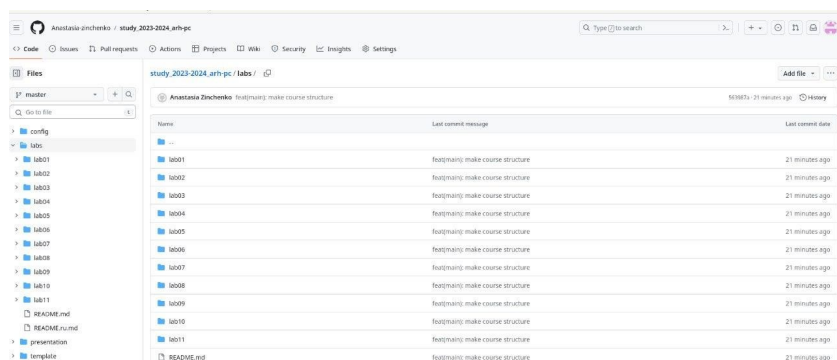 Anastasia-zinchenko / study_2023-2024_arh-pc
Type / to search
<> Code Issues Pull requests Actions Projects Wiki Security Insights Settings
Files
study_2023-2024_arh-pc / labs /
Add file
master
Go to file t
Anastasia Zinchenko feat(main): make course structure
21 minutes ago History
config
labs
lab01
lab02
lab03
lab04
lab05
lab06
lab07
lab08
lab09
lab10
lab11
README.md
README.ru.md
presentation
template
Name Last commit message Last commit date
..
lab01 feat(main): make course structure 21 minutes ago
lab02 feat(main): make course structure 21 minutes ago
lab03 feat(main): make course structure 21 minutes ago
lab04 feat(main): make course structure 21 minutes ago
lab05 feat(main): make course structure 21 minutes ago
lab06 feat(main): make course structure 21 minutes ago
lab07 feat(main): make course structure 21 minutes ago
lab08 feat(main): make course structure 21 minutes ago
lab09 feat(main): make course structure 21 minutes ago
lab10 feat(main): make course structure 21 minutes ago
lab11 feat(main): make course structure 21 minutes ago
README.md feat(main): make course structure 21 minutes ago